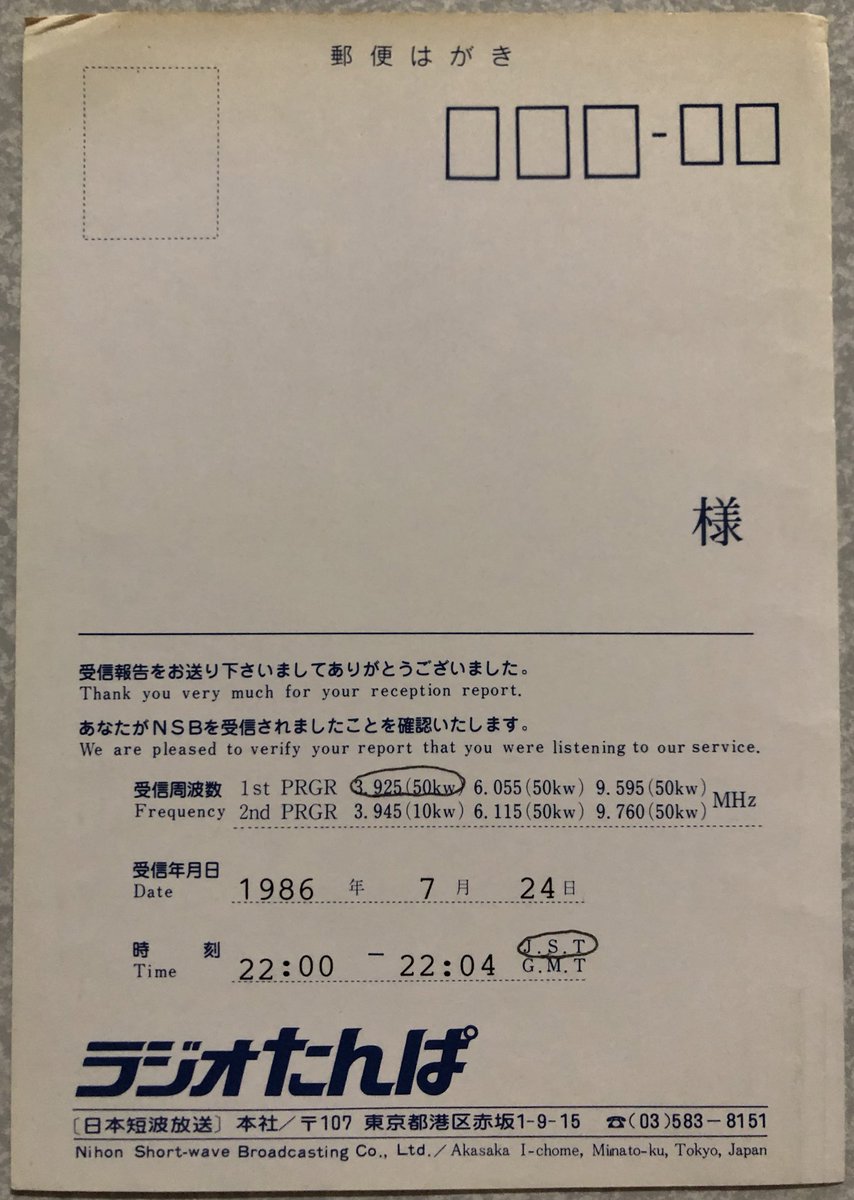 郵便はがき
-
様
受信報告をお送り下さいましてありがとうございました。
Thank you very much for your reception report.
あなたがNSBを受信されましたことを確認いたします。
We are pleased to verify your report that you were listening to our service.
受信周波数 1st PRGR 3.925(50kw) 6.055(50kw) 9.595(50kw) MHz
Frequency 2nd PRGR 3.945(10kw) 6.115(50kw) 9.760(50kw)
受信年月日
Date 1986 年 7 月 24 日
時刻 J.S.T
Time 22:00 － 22:04 G.M.T
ラジオたんぱ
〔日本短波放送〕 本社／〒107 東京都港区赤坂1-9-15 ☎(03)583－8151
Nihon Short-wave Broadcasting Co., Ltd.／Akasaka I-chome, Minato-ku, Tokyo, Japan